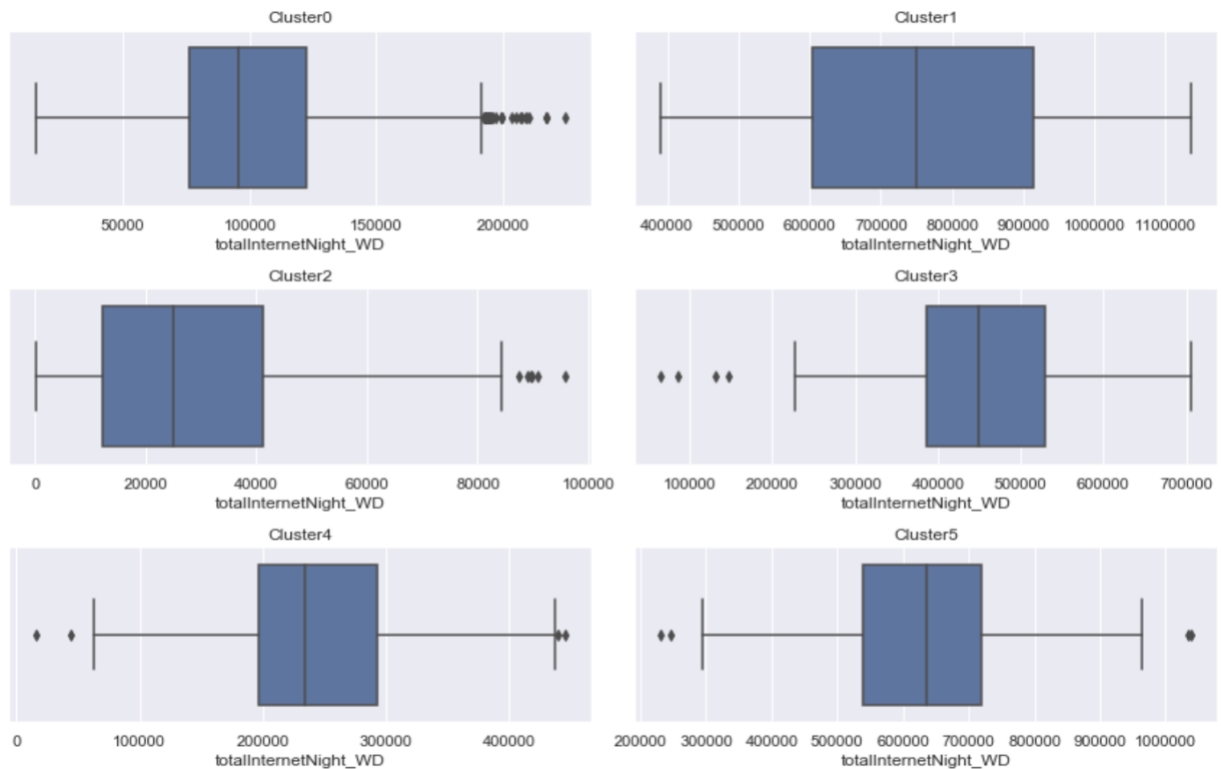 Cluster0
50000 100000 150000 200000
totalInternetNight_WD
Cluster1
400000 500000 600000 700000 800000 900000 1000000 1100000
totalInternetNight_WD
Cluster2
0 20000 40000 60000 80000 100000
totalInternetNight_WD
Cluster3
100000 200000 300000 400000 500000 600000 700000
totalInternetNight_WD
Cluster4
0 100000 200000 300000 400000
totalInternetNight_WD
Cluster5
200000 300000 400000 500000 600000 700000 800000 900000 1000000
totalInternetNight_WD